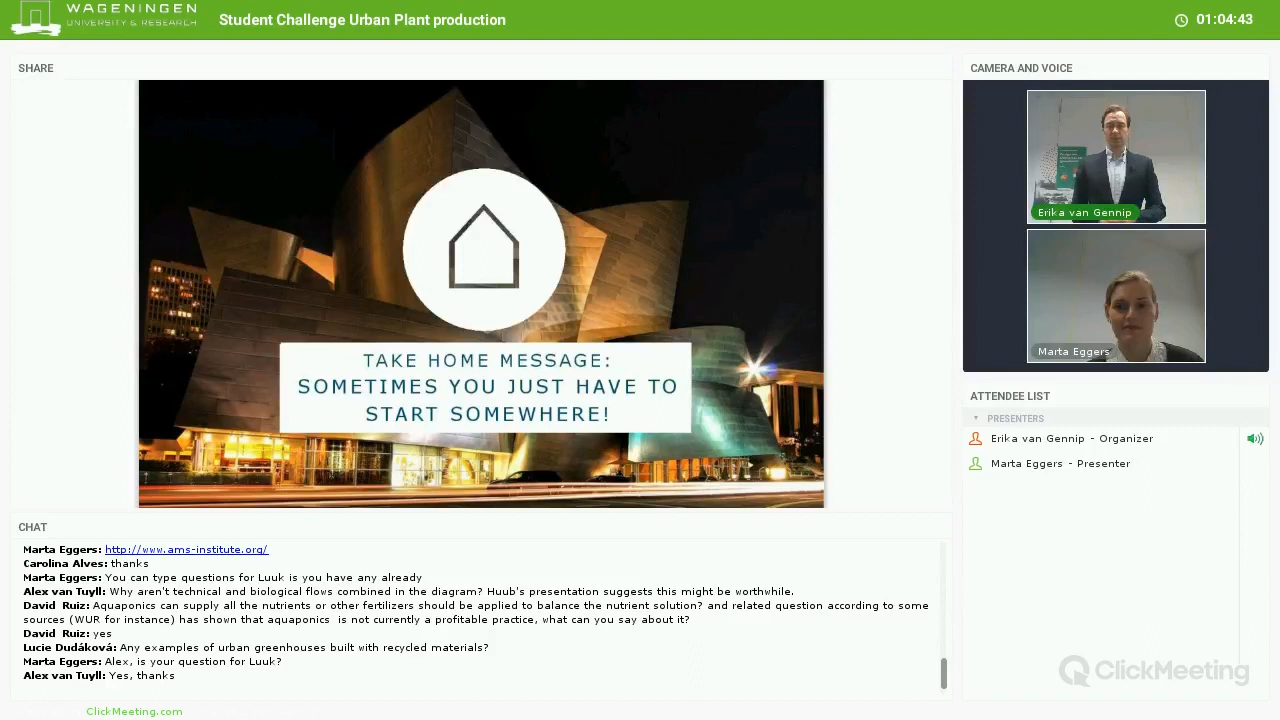 WAGENINGEN
UNIVERSITY & RESEARCH
Student Challenge Urban Plant production
01:04:43
SHARE
TAKE HOME MESSAGE:
SOMETIMES YOU JUST HAVE TO
START SOMEWHERE!
CAMERA AND VOICE
Erika van Gennip
Marta Eggers
ATTENDEE LIST
PRESENTERS
Erika van Gennip - Organizer
Marta Eggers - Presenter
CHAT
Marta Eggers: http://www.ams-institute.org/
Carolina Alves: thanks
Marta Eggers: You can type questions for Luuk is you have any already
Alex van Tuyll: Why aren't technical and biological flows combined in the diagram? Huub's presentation suggests this might be worthwhile.
David Ruiz: Aquaponics can supply all the nutrients or other fertilizers should be applied to balance the nutrient solution? and related question according to some
sources (WUR for instance) has shown that aquaponics is not currently a profitable practice, what can you say about it?
David Ruiz: yes
Lucie Dudáková: Any examples of urban greenhouses built with recycled materials?
Marta Eggers: Alex, is your question for Luuk?
Alex van Tuyll: Yes, thanks
ClickMeeting
ClickMeeting.com